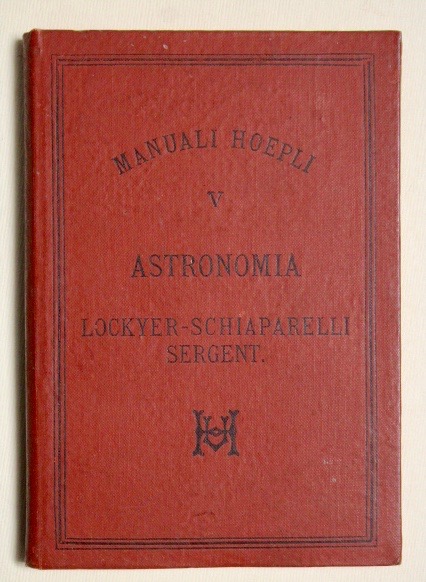 MANUALI HOEPLI
V
ASTRONOMIA
LOCKYER-SCHIAPARELLI
SERGENT.